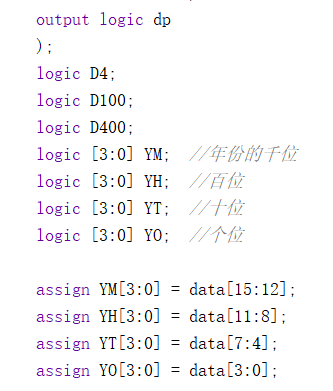 output logic dp
);
logic D4;
logic D100;
logic D400;
logic [3:0] YM; //年份的千位
logic [3:0] YH; //百位
logic [3:0] YT; //十位
logic [3:0] YO; //个位
assign YM[3:0] = data[15:12];
assign YH[3:0] = data[11:8];
assign YT[3:0] = data[7:4];
assign YO[3:0] = data[3:0];